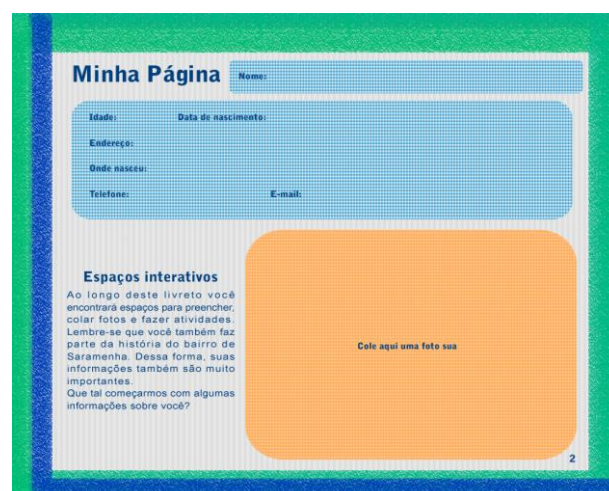 Minha Página
Nome:
Idade: Data de nascimento:
Endereço:
Onde nasceu:
Telefone: E-mail:
Espaços interativos
Ao longo deste livreto você
encontrará espaços para preencher,
colar fotos e fazer atividades.
Lembre-se que você também faz
parte da história do bairro de
Saramenha. Dessa forma, suas
informações também são muito
importantes.
Que tal começarmos com algumas
informações sobre você?
Cole aqui uma foto sua
2